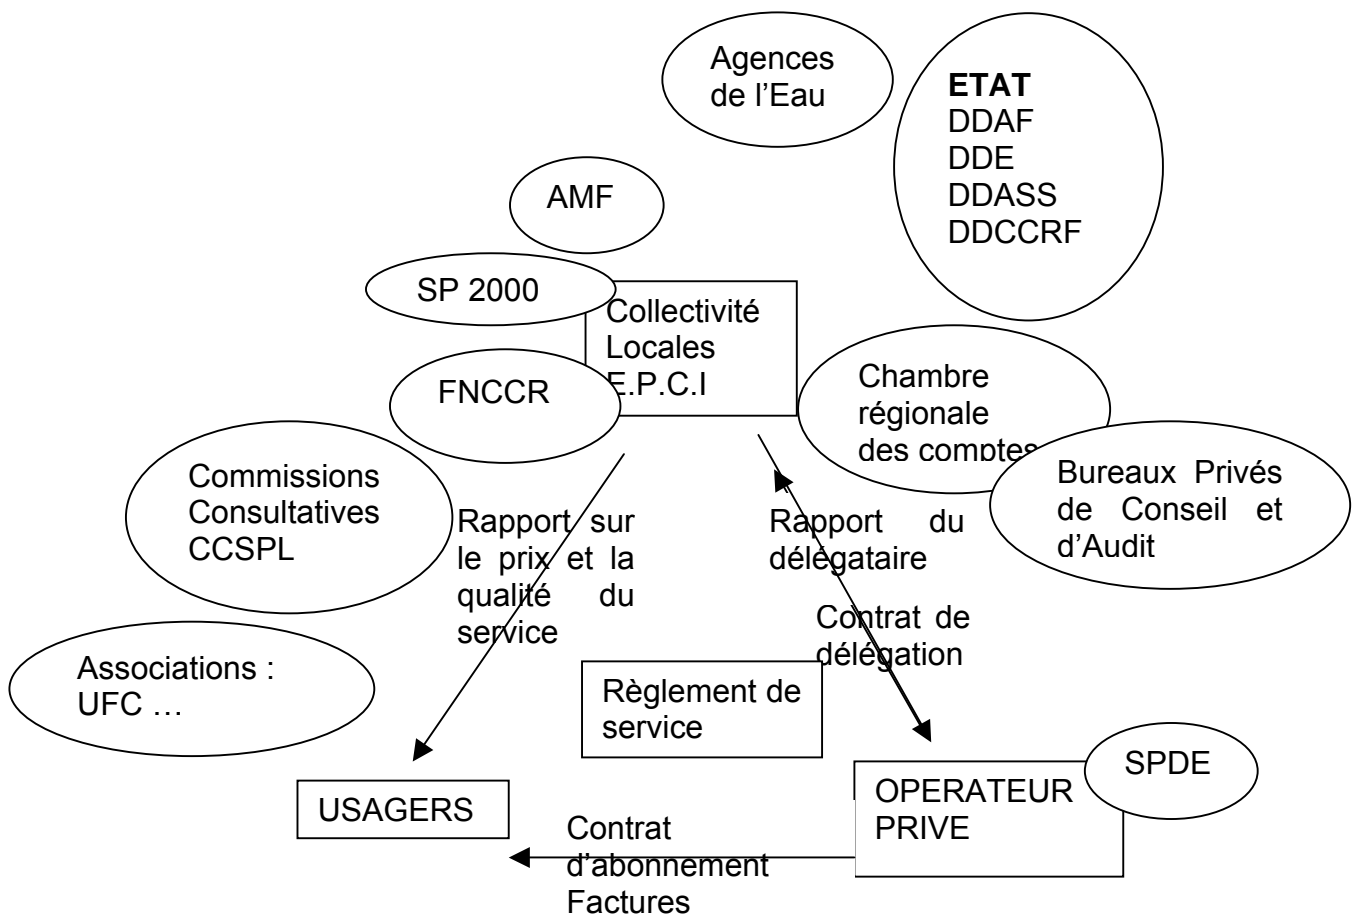 Agences
de l’Eau
ETAT
DDAF
DDE
DDASS
DDCCRF
AMF
SP 2000
Collectivité
Locales
E.P.C.I
FNCCR
Chambre
régionale
des comptes
Bureaux Privés
de Conseil et
d’Audit
Commissions
Consultatives
CCSPL
Rapport sur
le prix et la
qualité du
service
Rapport du
délégataire
Contrat de
délégation
Associations :
UFC …
Règlement de
service
SPDE
OPERATEUR
PRIVE
USAGERS
Contrat
d’abonnement
Factures